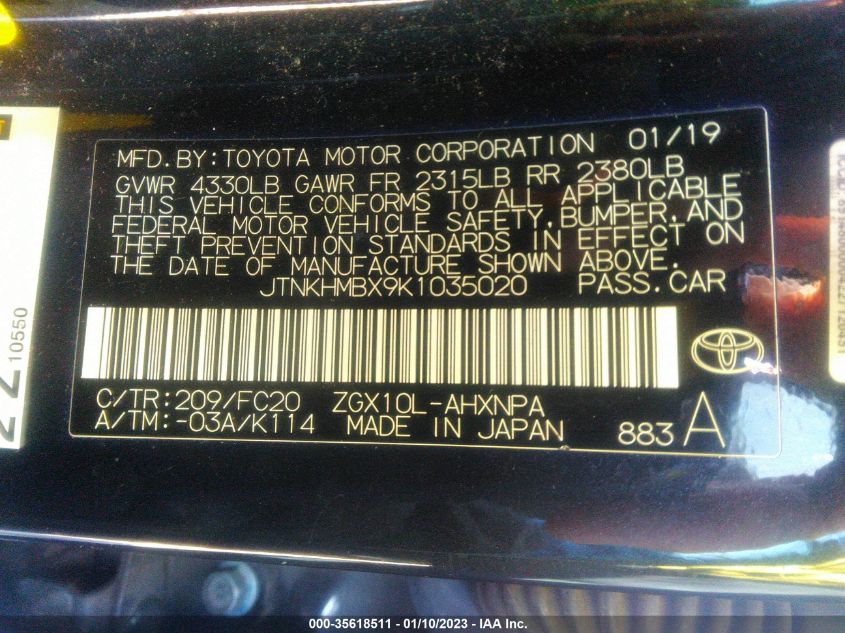 MFD.BY:TOYOTA MOTOR CORPORATION 01/19
GVWR 4330LB GAWR FR 2315LB RR 2380LB
THIS VEHICLE CONFORMS TO ALL APPLICABLE
FEDERAL MOTOR VEHICLE SAFETY,BUMPER,AND
THEFT PREVENTION STANDARDS IN EFFECT ON
THE DATE OF MANUFACTURE SHOWN ABOVE.
JTNKHMBX9K1035020 PASS.CAR
C/TR:209/FC20 ZGX10L-AHXNPA
A/TM:-03A/K114 MADE IN JAPAN 883 A
10550
000-35618511 - 01/10/2023 - IAA Inc.